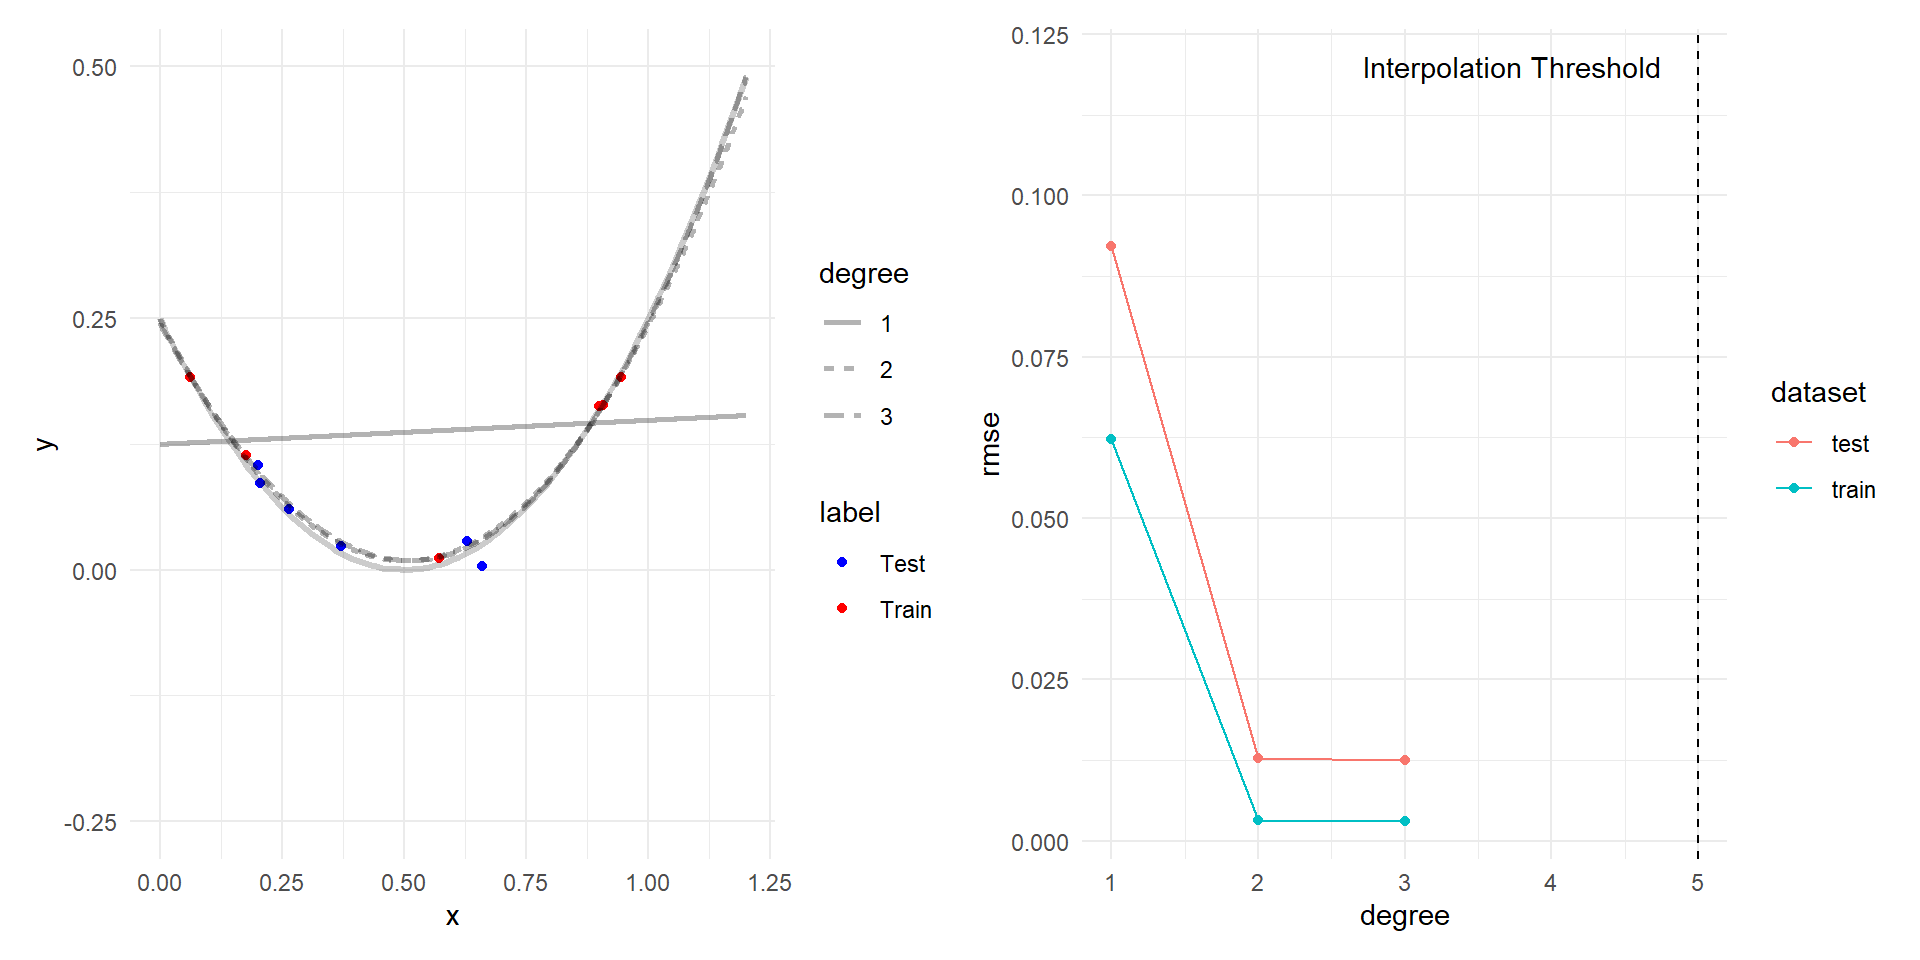 0.50
0.25
0.00
-0.25
y
0.00 0.25 0.50 0.75 1.00 1.25
x
degree
1
2
3
label
Test
Train
0.125
0.100
0.075
0.050
0.025
0.000
rmse
Interpolation Threshold
1 2 3 4 5
degree
dataset
test
train